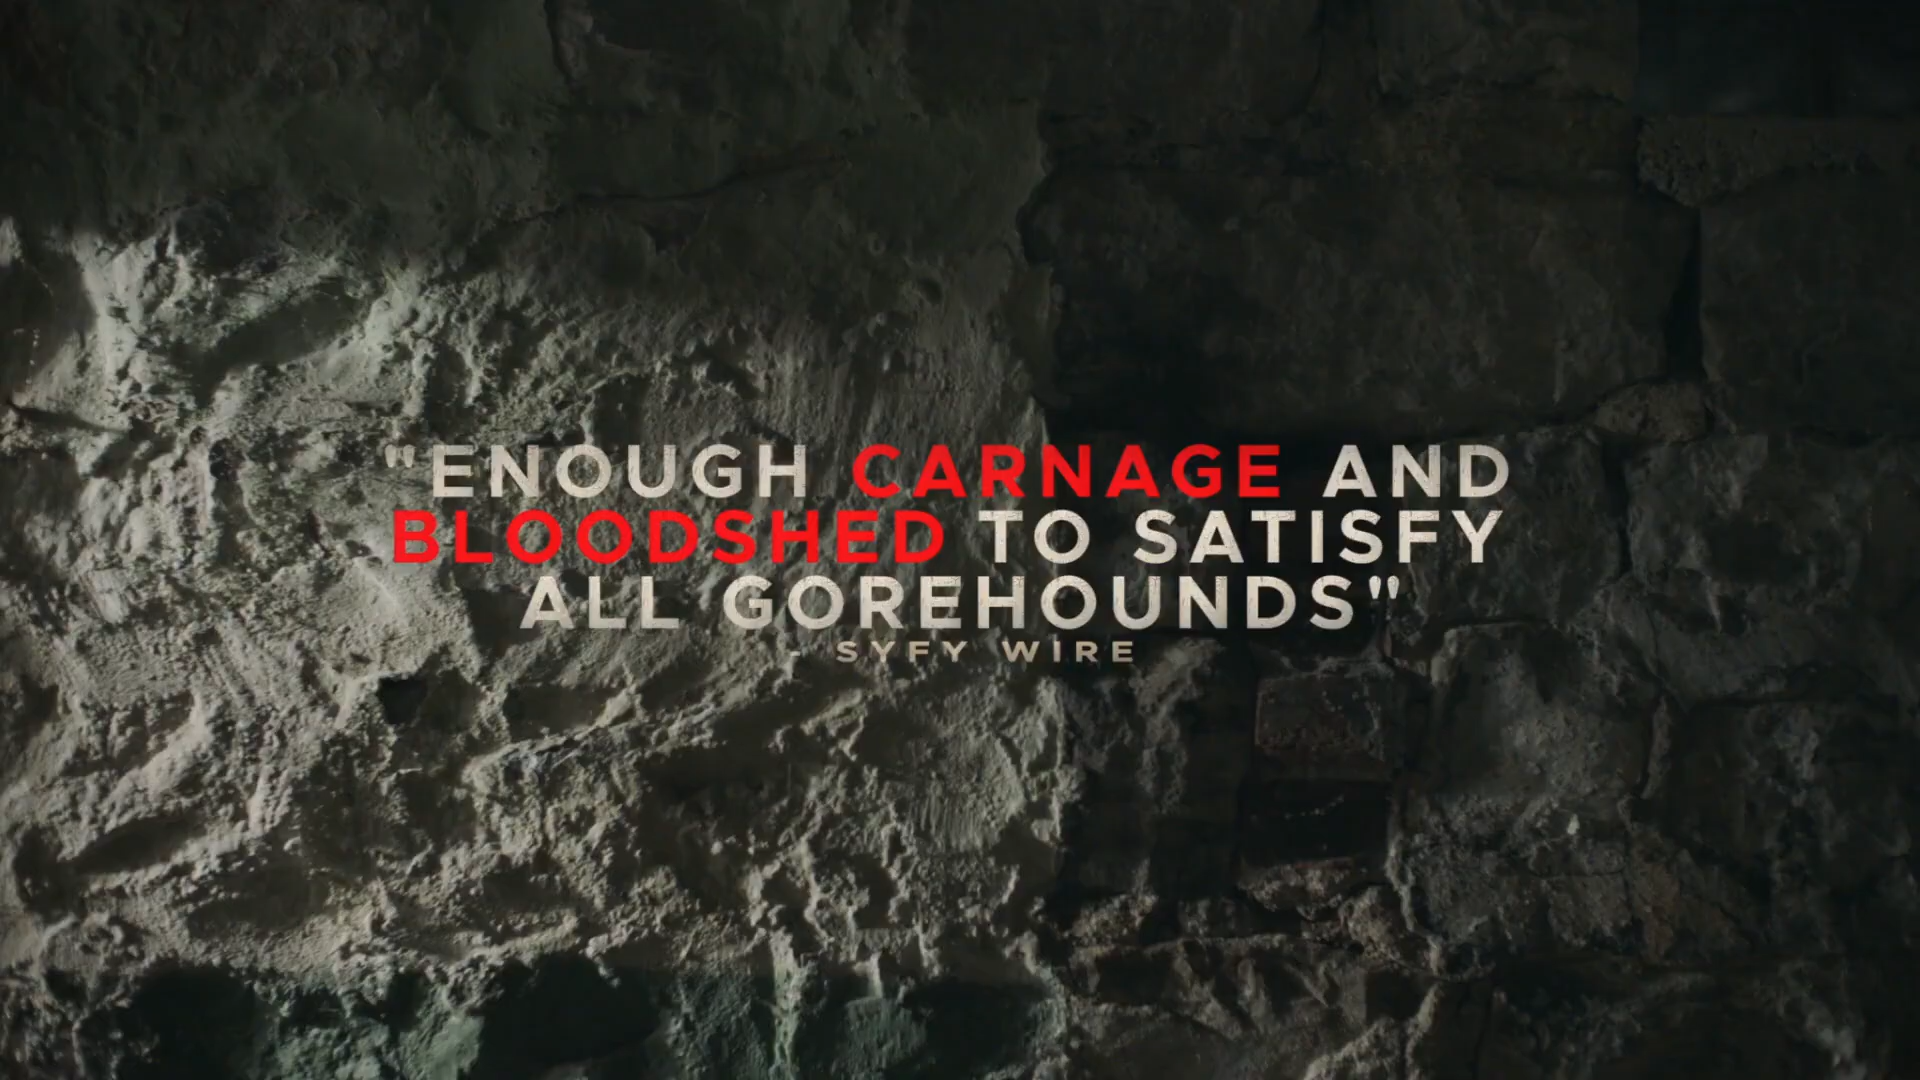 "ENOUGH CARNAGE AND
BLOODSHED TO SATISFY
ALL GOREHOUNDS"
- SYFY WIRE